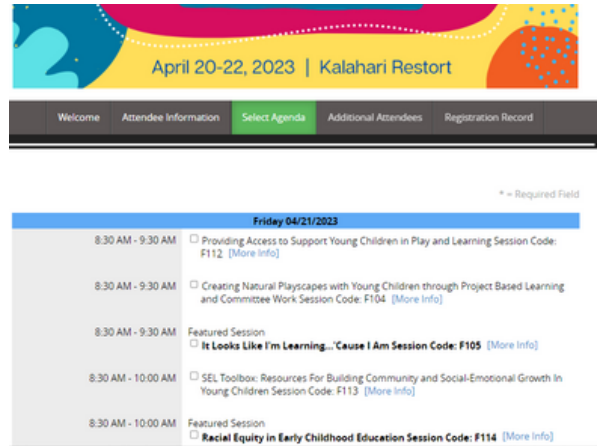 April 20-22, 2023 | Kalahari Restort
Welcome Attendee Information Select Agenda Additional Attendees Registration Record
* = Required Field
Friday 04/21/2023
8:30 AM - 9:30 AM Providing Access to Support Young Children in Play and Learning Session Code:
F112 [More Info]
8:30 AM - 9:30 AM Creating Natural Playscapes with Young Children through Project Based Learning
and Committee Work Session Code: F104 [More Info]
8:30 AM - 9:30 AM Featured Session
It Looks Like I'm Learning...'Cause I Am Session Code: F105 [More Info]
8:30 AM - 10:00 AM SEL Toolbox: Resources For Building Community and Social-Emotional Growth In
Young Children Session Code: F113 [More Info]
8:30 AM - 10:00 AM Featured Session
Racial Equity in Early Childhood Education Session Code: F114 [More Info]